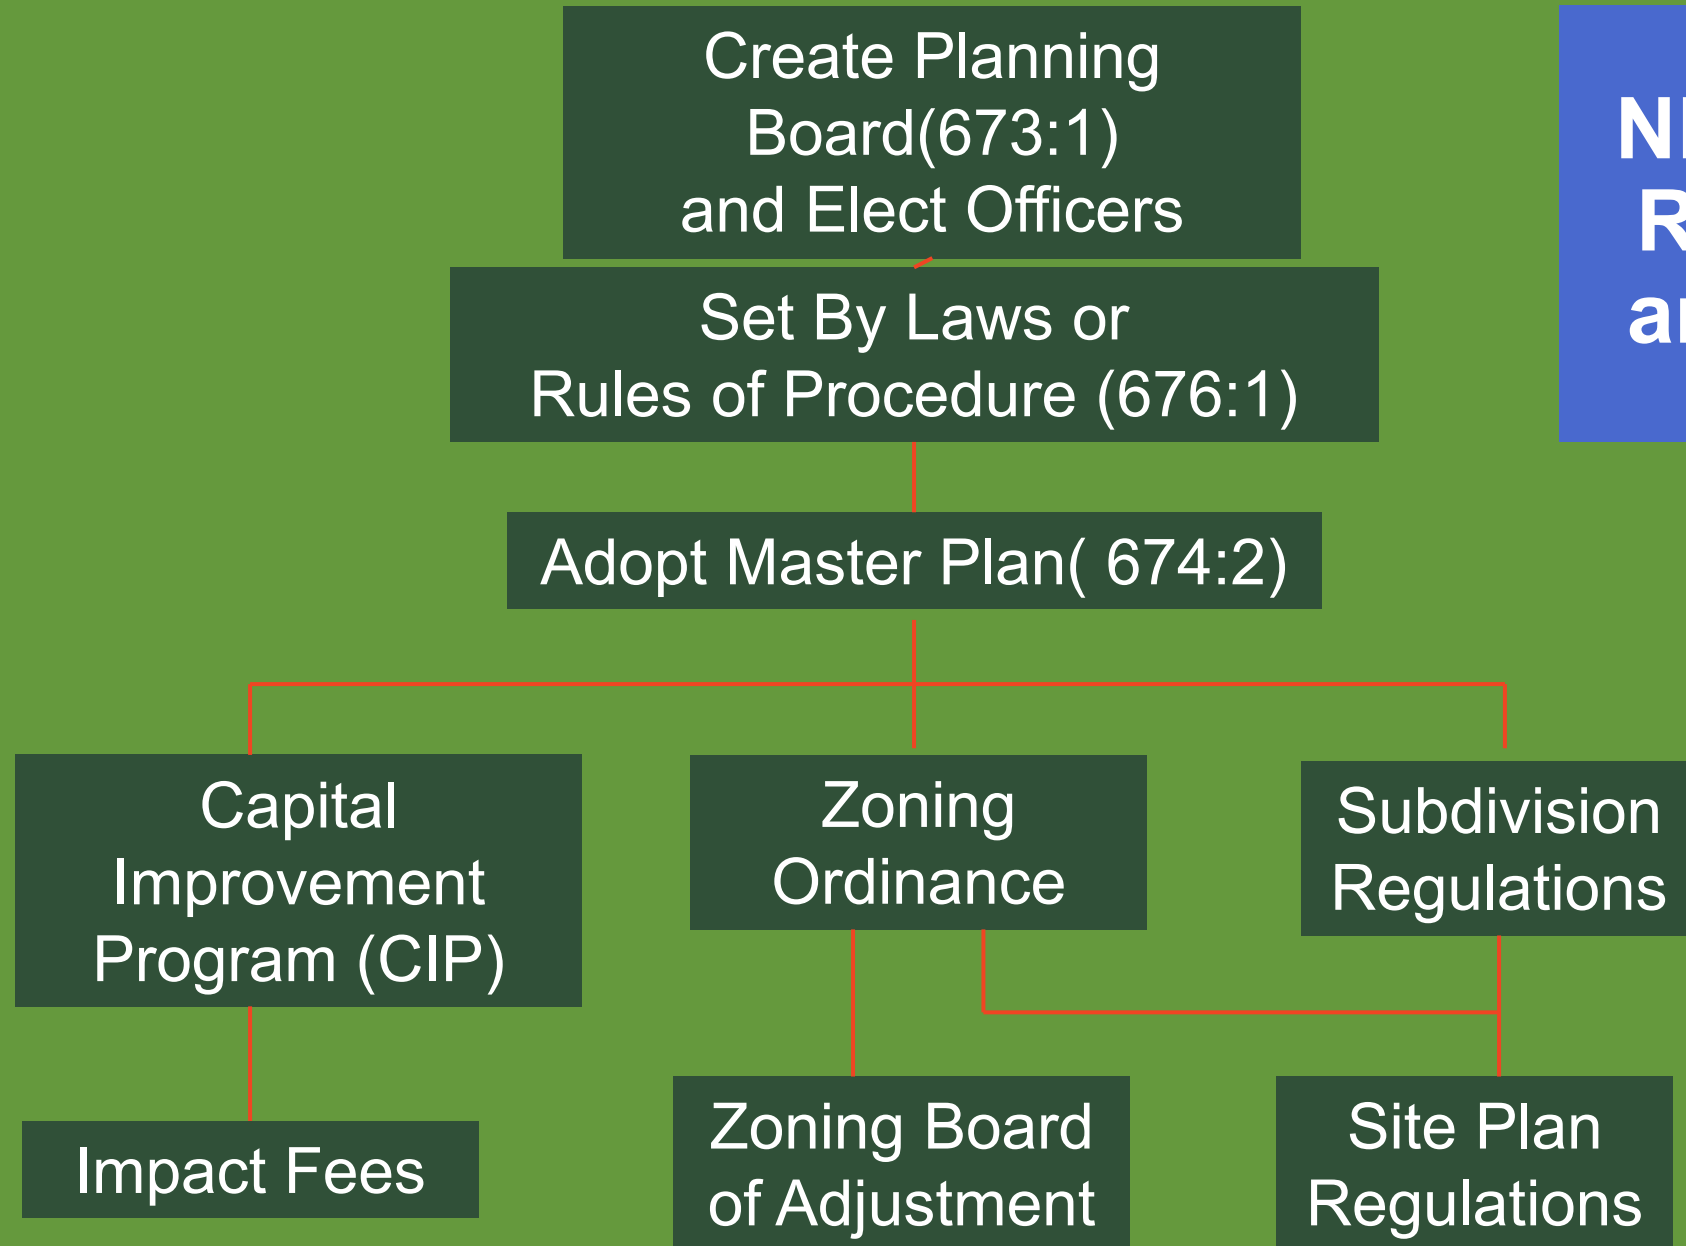 Create Planning
Board(673:1)
and Elect Officers
Set By Laws or
Rules of Procedure (676:1)
Adopt Master Plan( 674:2)
Capital
Improvement
Program (CIP)
Zoning
Ordinance
Subdivision
Regulations
Impact Fees
Zoning Board
of Adjustment
Site Plan
Regulations